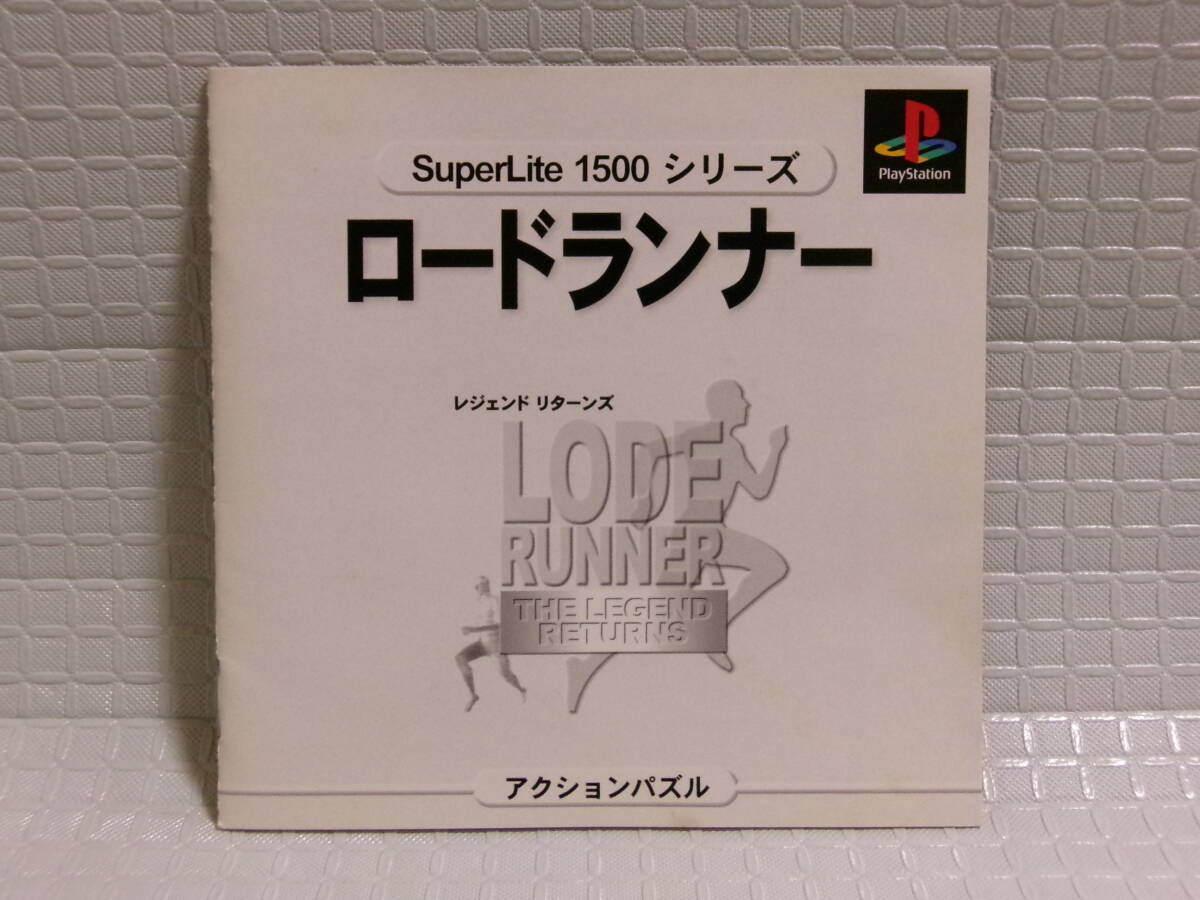 PlayStation
SuperLite 1500 シリーズ
ロードランナー
レジェンド リターンズ
LODE
RUNNER
THE LEGEND
RETURNS
アクションパズル